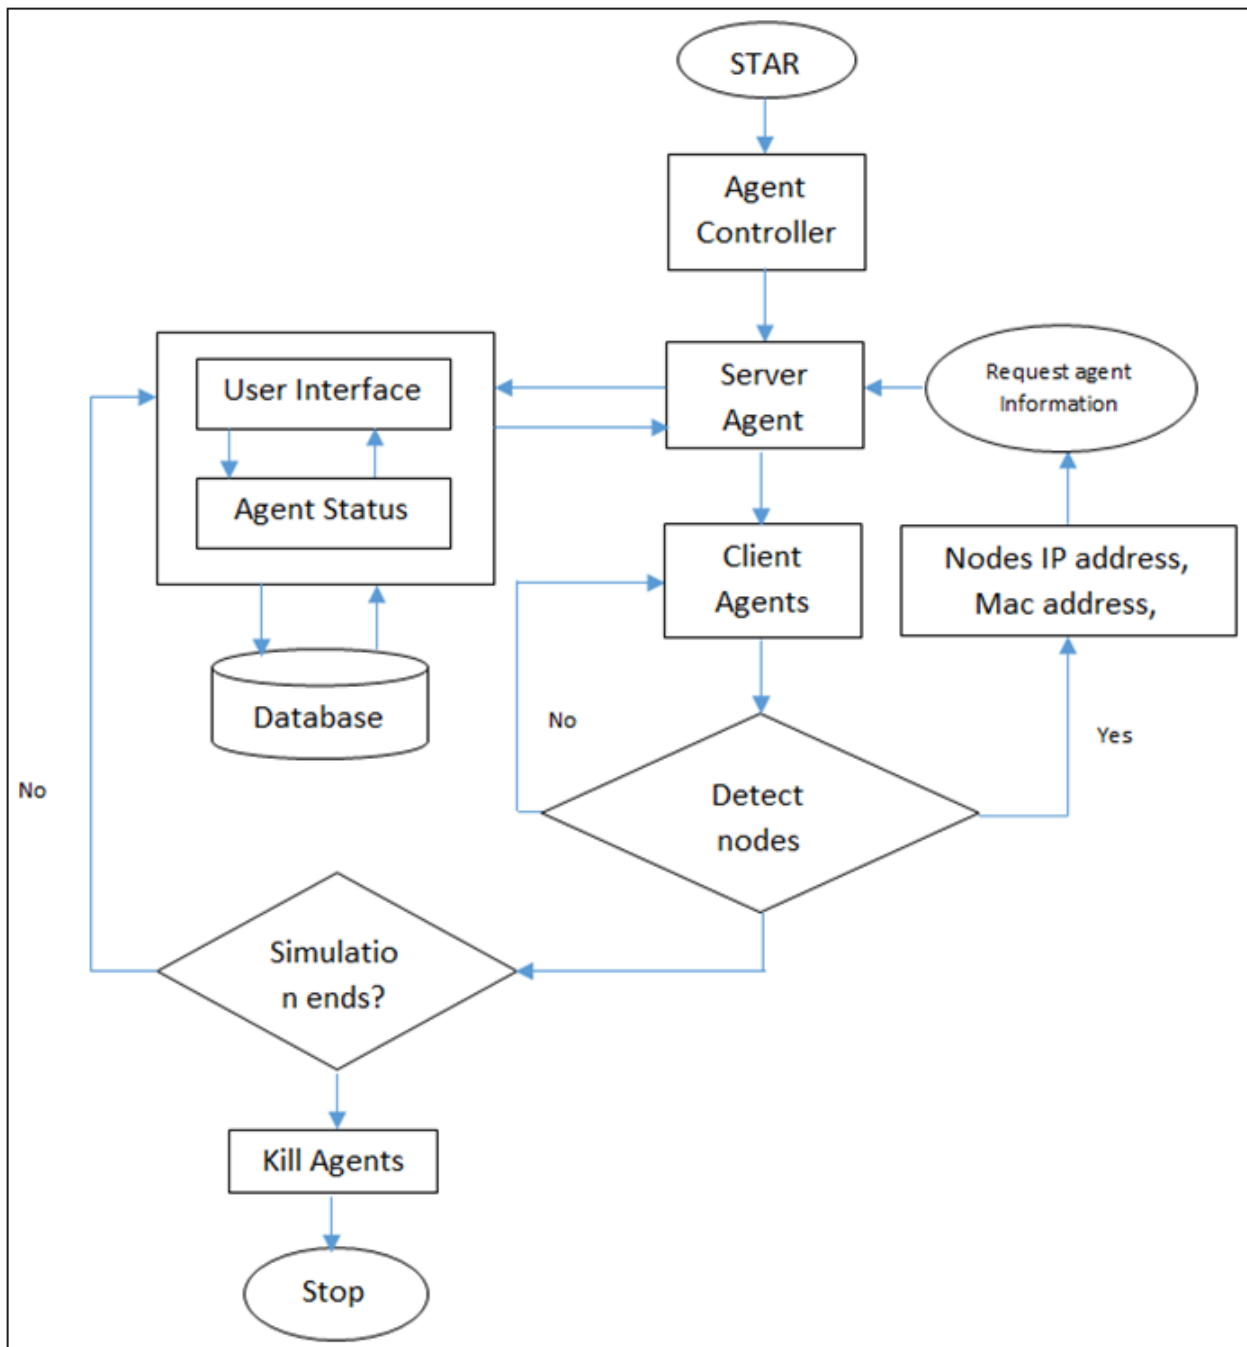 STAR
Agent
Controller
User Interface
Agent Status
Server
Agent
Request agent
Information
Client
Agents
Nodes IP address,
Mac address,
Database
No
Yes
No
Detect
nodes
Simulatio
n ends?
Kill Agents
Stop